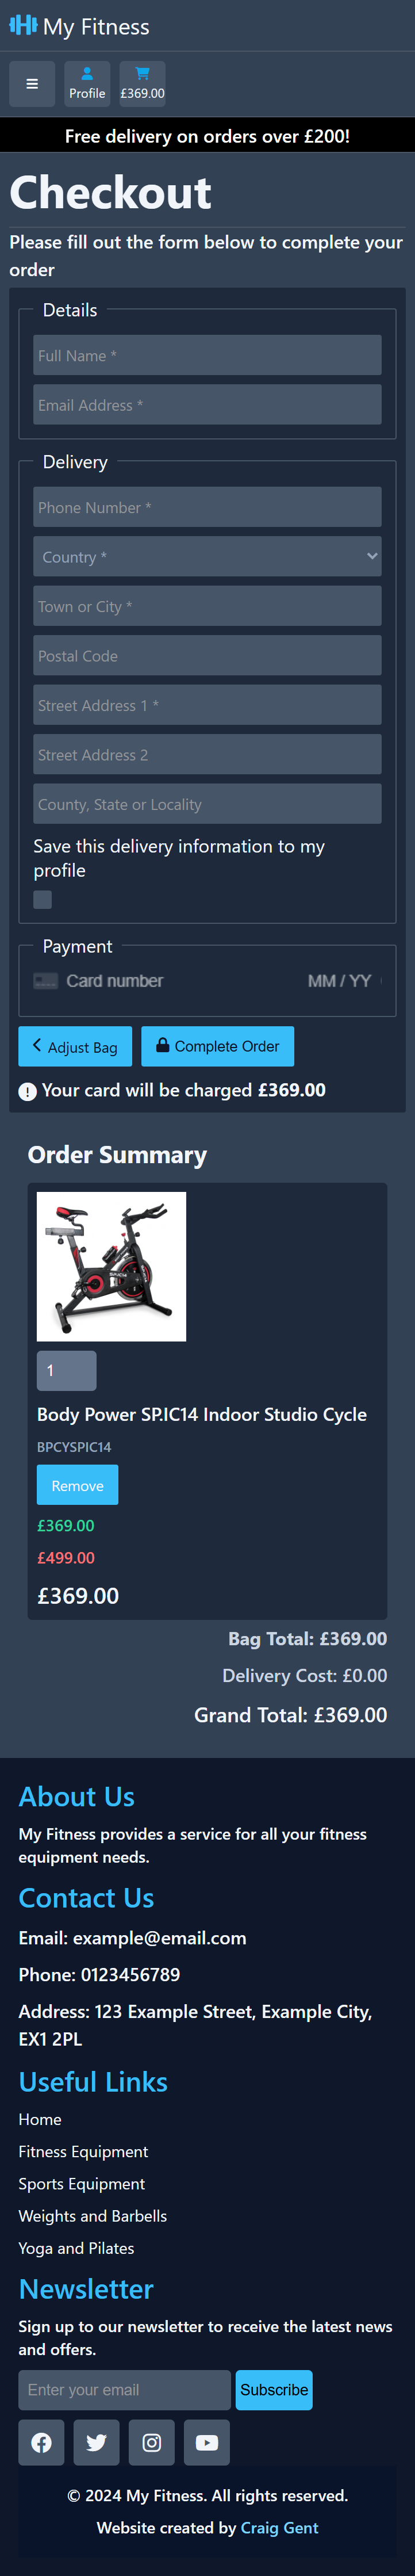 My Fitness
Profile
£369.00
Free delivery on orders over £200!
Checkout
Please fill out the form below to complete your
order
Details
Full Name *
Email Address *
Delivery
Phone Number *
Country *
Town or City *
Postal Code
Street Address 1 *
Street Address 2
County, State or Locality
Save this delivery information to my
profile
Payment
Card number MM / YY
Adjust Bag
Complete Order
Your card will be charged £369.00
Order Summary
1
Body Power SP.IC14 Indoor Studio Cycle
BPCYSPIC14
Remove
£369.00
£499.00
£369.00
Bag Total: £369.00
Delivery Cost: £0.00
Grand Total: £369.00
About Us
My Fitness provides a service for all your fitness
equipment needs.
Contact Us
Email: example@email.com
Phone: 0123456789
Address: 123 Example Street, Example City,
EX1 2PL
Useful Links
Home
Fitness Equipment
Sports Equipment
Weights and Barbells
Yoga and Pilates
Newsletter
Sign up to our newsletter to receive the latest news
and offers.
Enter your email
Subscribe
© 2024 My Fitness. All rights reserved.
Website created by Craig Gent